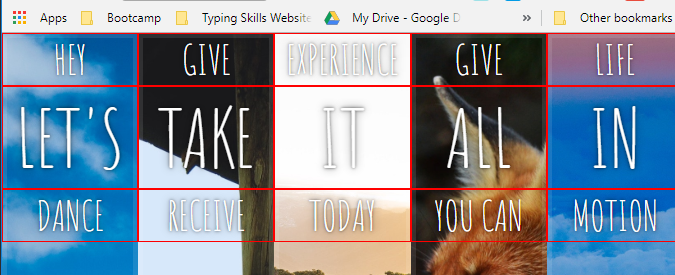 Apps Bootcamp Typing Skills Website My Drive - Google D » Other bookmarks
HEY GIVE EXPERIENCE GIVE LIFE
LET'S TAKE IT ALL IN
DANCE RECEIVE TODAY YOU CAN MOTION